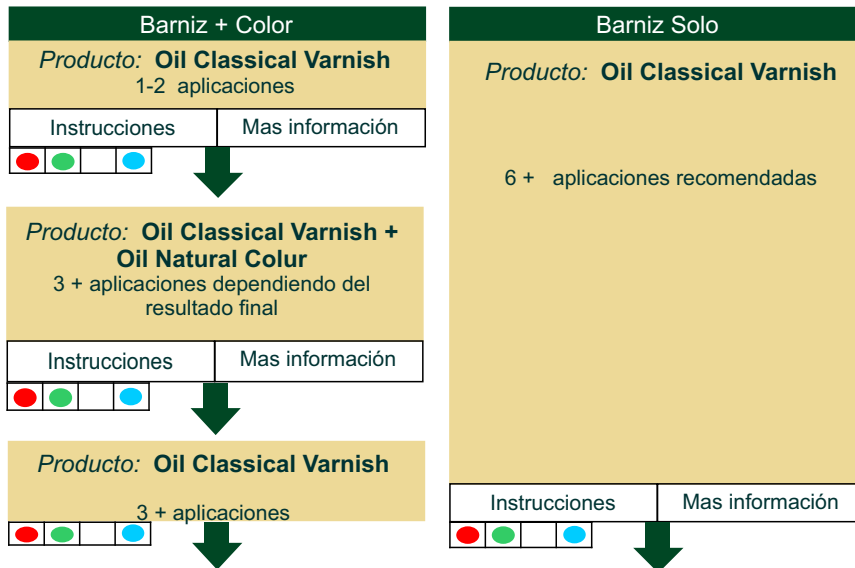 Barniz + Color
Producto: Oil Classical Varnish
1-2 aplicaciones
Instrucciones
Mas información
Producto: Oil Classical Varnish +
Oil Natural Colur
3 + aplicaciones dependiendo del
resultado final
Instrucciones
Mas información
Producto: Oil Classical Varnish
3 + aplicaciones
Barniz Solo
Producto: Oil Classical Varnish
6 + aplicaciones recomendadas
Instrucciones
Mas información